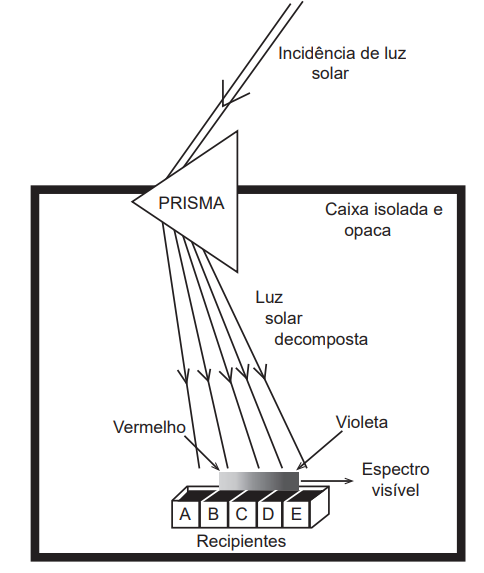 Incidência de luz
solar
PRISMA
Caixa isolada e
opaca
Luz
solar
decomposta
Vermelho
Violeta
Espectro
visível
A B C D E
Recipientes